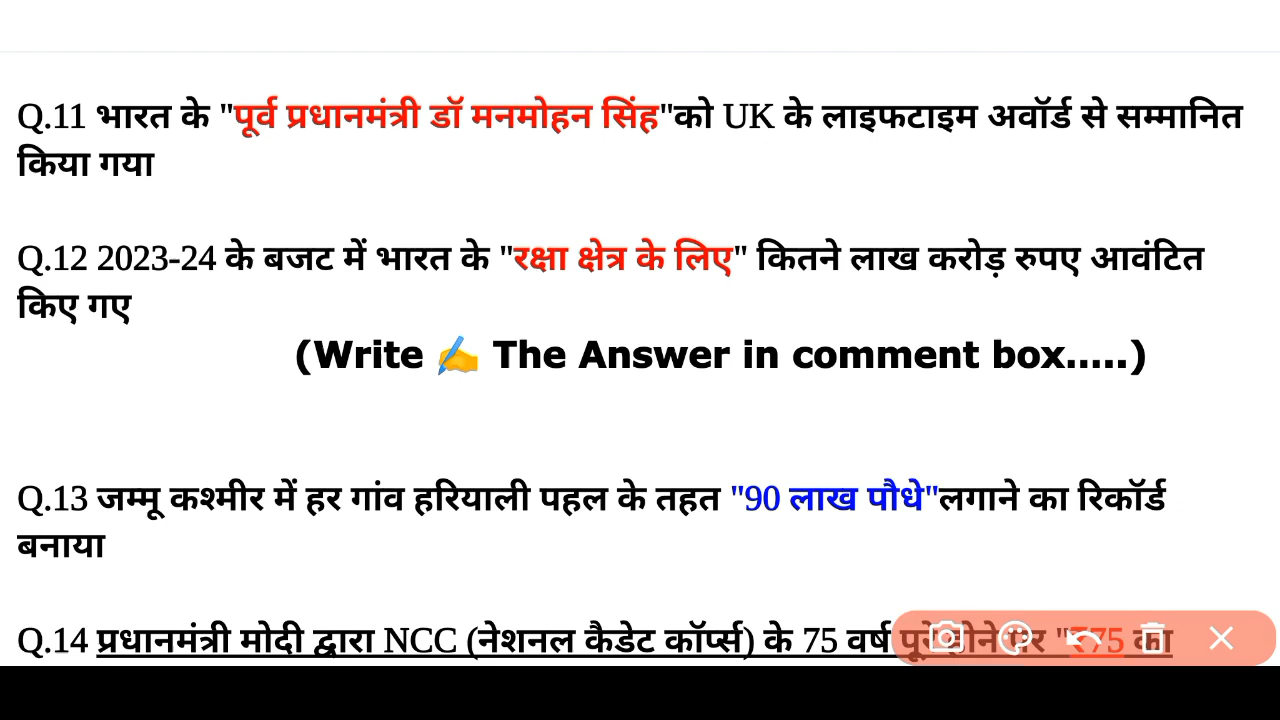 Q.11 भारत के "पूर्व प्रधानमंत्री डॉ मनमोहन सिंह"को UK के लाइफटाइम अवॉर्ड से सम्मानित
किया गया
Q.12 2023-24 के बजट में भारत के "रक्षा क्षेत्र के लिए" कितने लाख करोड़ रुपए आवंटित
किए गए
(Write ✍️ The Answer in comment box.....)
Q.13 जम्मू कश्मीर में हर गांव हरियाली पहल के तहत "90 लाख पौधे"लगाने का रिकॉर्ड
बनाया
Q.14 प्रधानमंत्री मोदी द्वारा NCC (नेशनल कैडेट कॉर्प्स) के 75 वर्ष पूरे होने पर "₹75 का